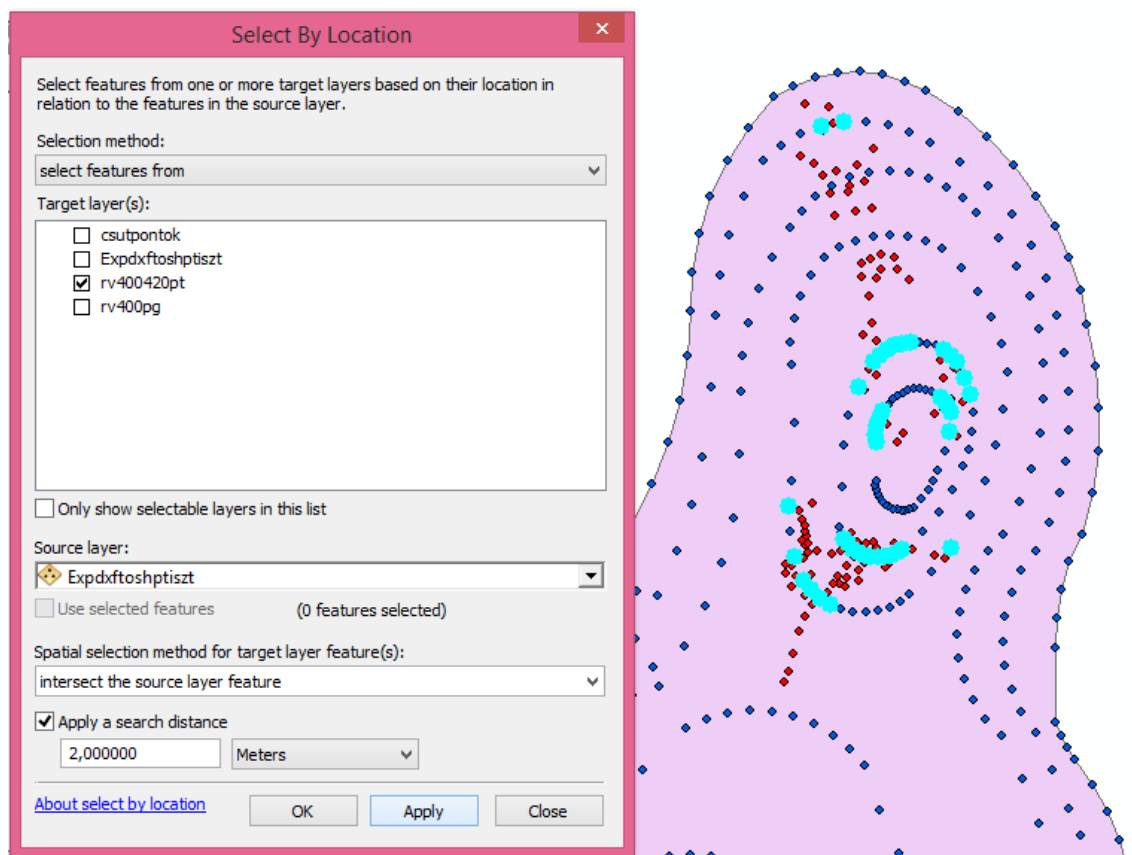 Select By Location
Select features from one or more target layers based on their location in
relation to the features in the source layer.
Selection method:
select features from
Target layer(s):
csutpontok
Expdxftoshptiszt
rv400420pt
rv400pg
Only show selectable layers in this list
Source layer:
Expdxftoshptiszt
Use selected features (0 features selected)
Spatial selection method for target layer feature(s):
intersect the source layer feature
Apply a search distance
2,000000 Meters
About select by location OK Apply Close